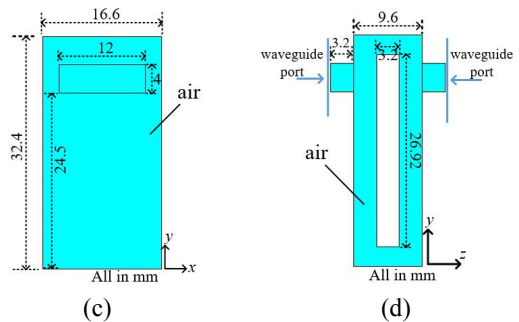 16.6
12
4
air
32.4
24.5
y
x
All in mm
(c)
9.6
3.2
3.2
waveguide
port
waveguide
port
air
26.92
y
z
All in mm
(d)